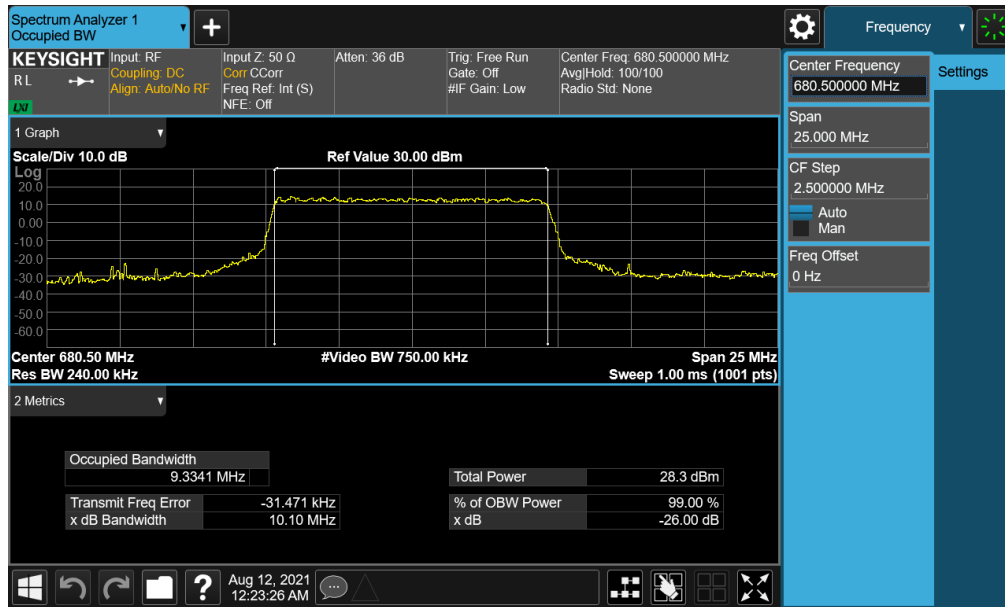 Spectrum Analyzer 1
Occupied BW
+
Frequency
KEYSIGHT
R L
LXI
Input: RF
Coupling: DC
Align: Auto/No RF
Input Z: 50 Ω
Corr CCorr
Freq Ref: Int (S)
NFE: Off
Atten: 36 dB
Trig: Free Run
Gate: Off
#IF Gain: Low
Center Freq: 680.500000 MHz
Avg|Hold: 100/100
Radio Std: None
Center Frequency
680.500000 MHz
Settings
Span
25.000 MHz
CF Step
2.500000 MHz
Auto
Man
Freq Offset
0 Hz
1 Graph
Scale/Div 10.0 dB
Ref Value 30.00 dBm
Log
20.0
10.0
0.00
-10.0
-20.0
-30.0
-40.0
-50.0
-60.0
Center 680.50 MHz
#Video BW 750.00 kHz
Span 25 MHz
Res BW 240.00 kHz
Sweep 1.00 ms (1001 pts)
2 Metrics
Occupied Bandwidth
9.3341 MHz
Total Power 28.3 dBm
Transmit Freq Error -31.471 kHz
% of OBW Power 99.00 %
x dB Bandwidth 10.10 MHz
x dB -26.00 dB
?
Aug 12, 2021
12:23:26 AM